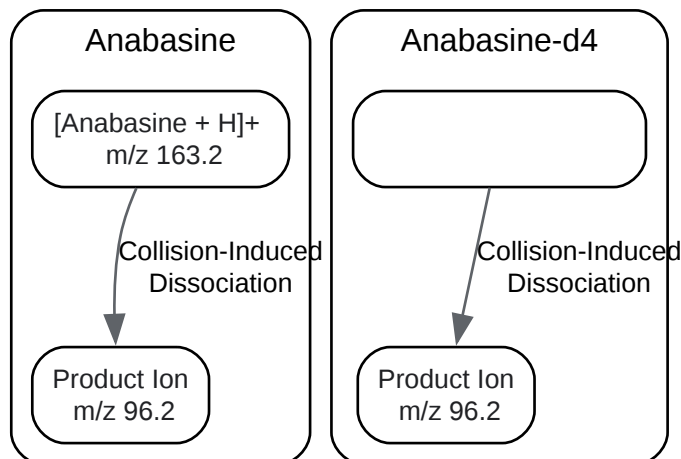 Anabasine
[Anabasine + H]+
m/z 163.2
Collision-Induced
Dissociation
Product Ion
m/z 96.2
Anabasine-d4
Collision-Induced
Dissociation
Product Ion
m/z 96.2